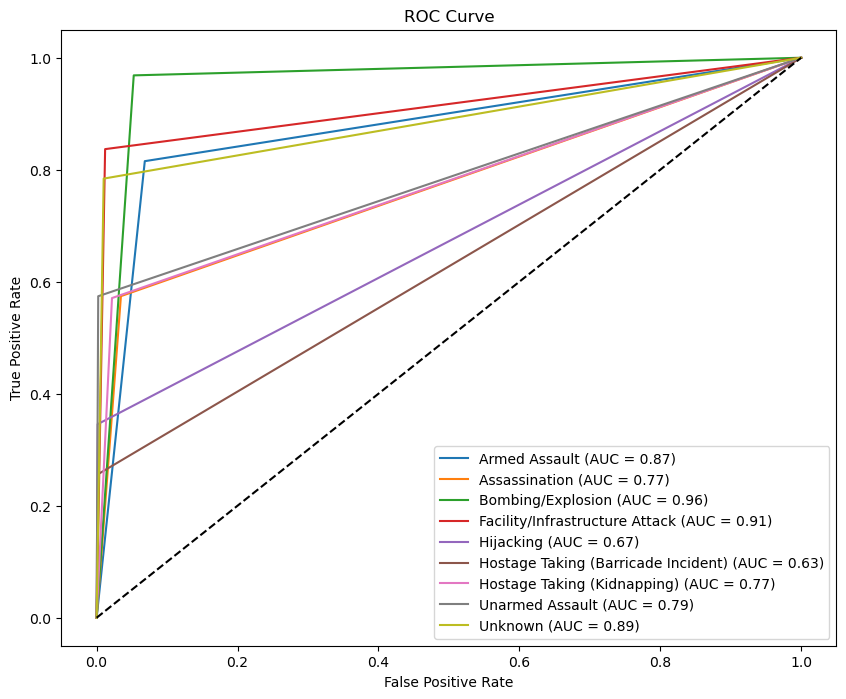 ROC Curve
True Positive Rate
1.0
0.8
0.6
0.4
0.2
0.0
0.0 0.2 0.4 0.6 0.8 1.0
False Positive Rate
Armed Assault (AUC = 0.87)
Assassination (AUC = 0.77)
Bombing/Explosion (AUC = 0.96)
Facility/Infrastructure Attack (AUC = 0.91)
Hijacking (AUC = 0.67)
Hostage Taking (Barricade Incident) (AUC = 0.63)
Hostage Taking (Kidnapping) (AUC = 0.77)
Unarmed Assault (AUC = 0.79)
Unknown (AUC = 0.89)